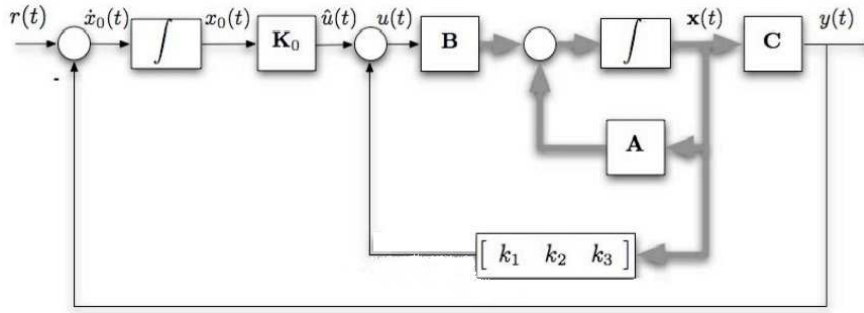 r(t) ẋ₀(t) x₀(t) û(t) u(t) x(t) y(t)
∫ K₀ B ∫ C
-
A
[ k₁ k₂ k₃ ]